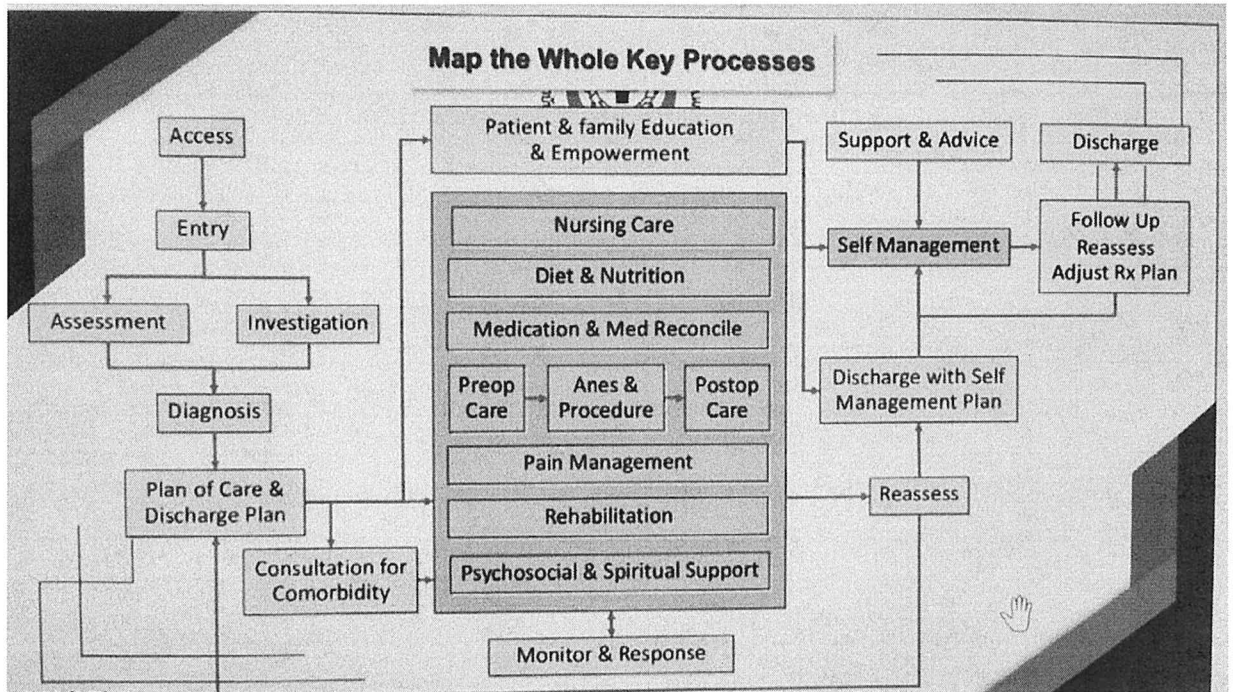 Map the Whole Key Processes
Access
Entry
Assessment
Investigation
Diagnosis
Plan of Care &
Discharge Plan
Consultation for
Comorbidity
Patient & family Education
& Empowerment
Nursing Care
Diet & Nutrition
Medication & Med Reconcile
Preop
Care
Anes &
Procedure
Postop
Care
Pain Management
Rehabilitation
Psychosocial & Spiritual Support
Monitor & Response
Support & Advice
Discharge
Self Management
Follow Up
Reassess
Adjust Rx Plan
Discharge with Self
Management Plan
Reassess